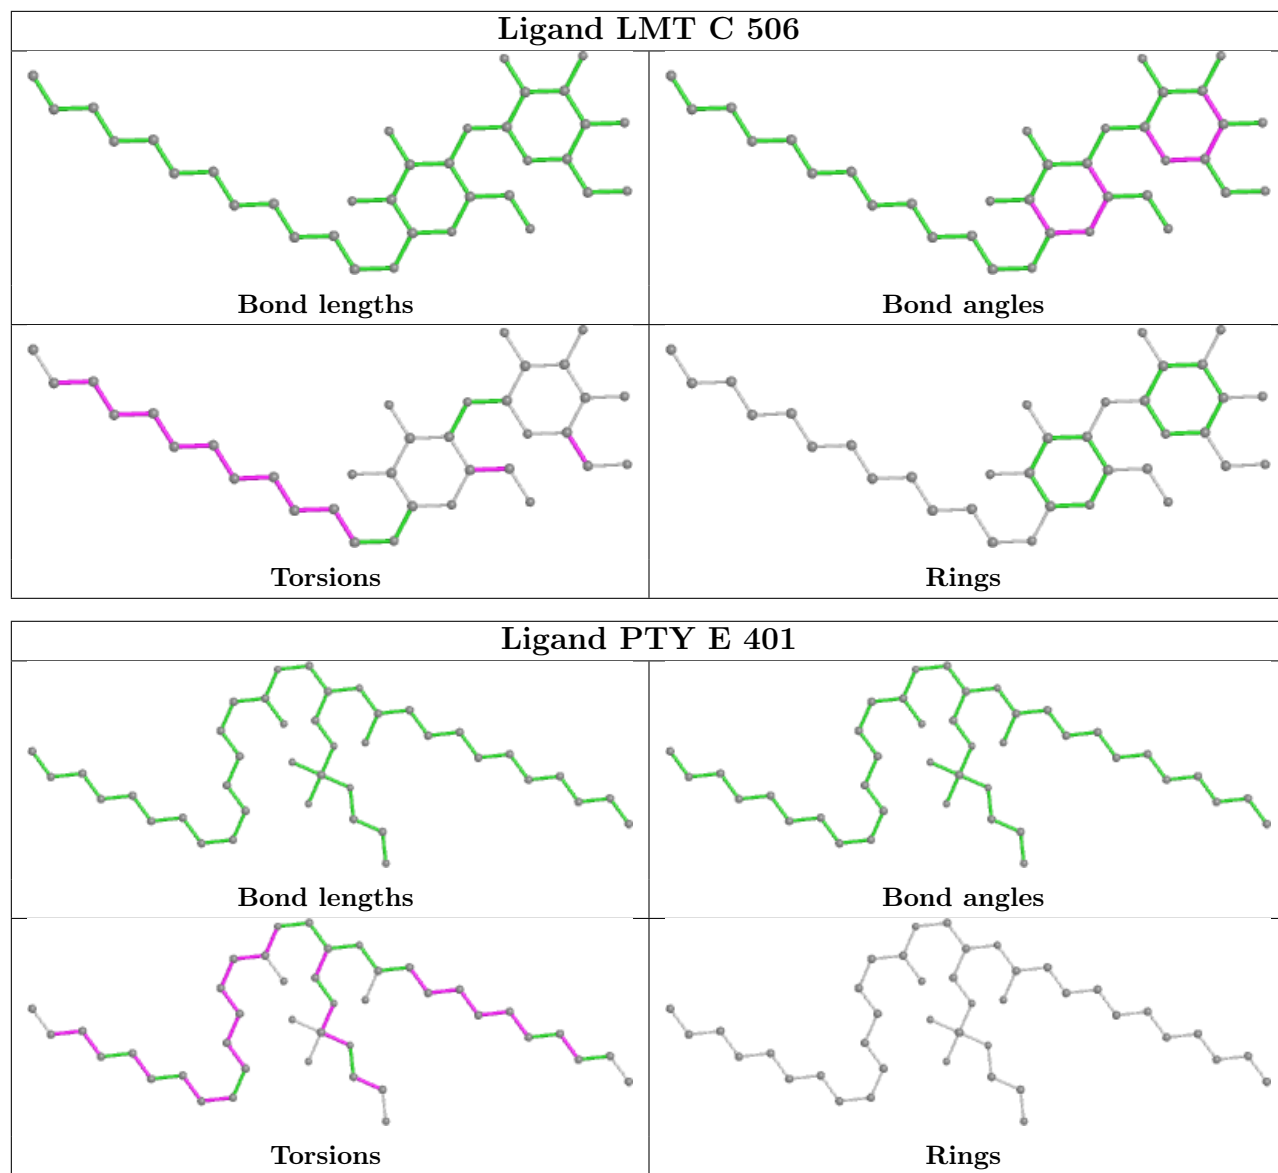 Ligand LMT C 506
Bond lengths
Bond angles
Torsions
Rings
Ligand PTY E 401
Bond lengths
Bond angles
Torsions
Rings